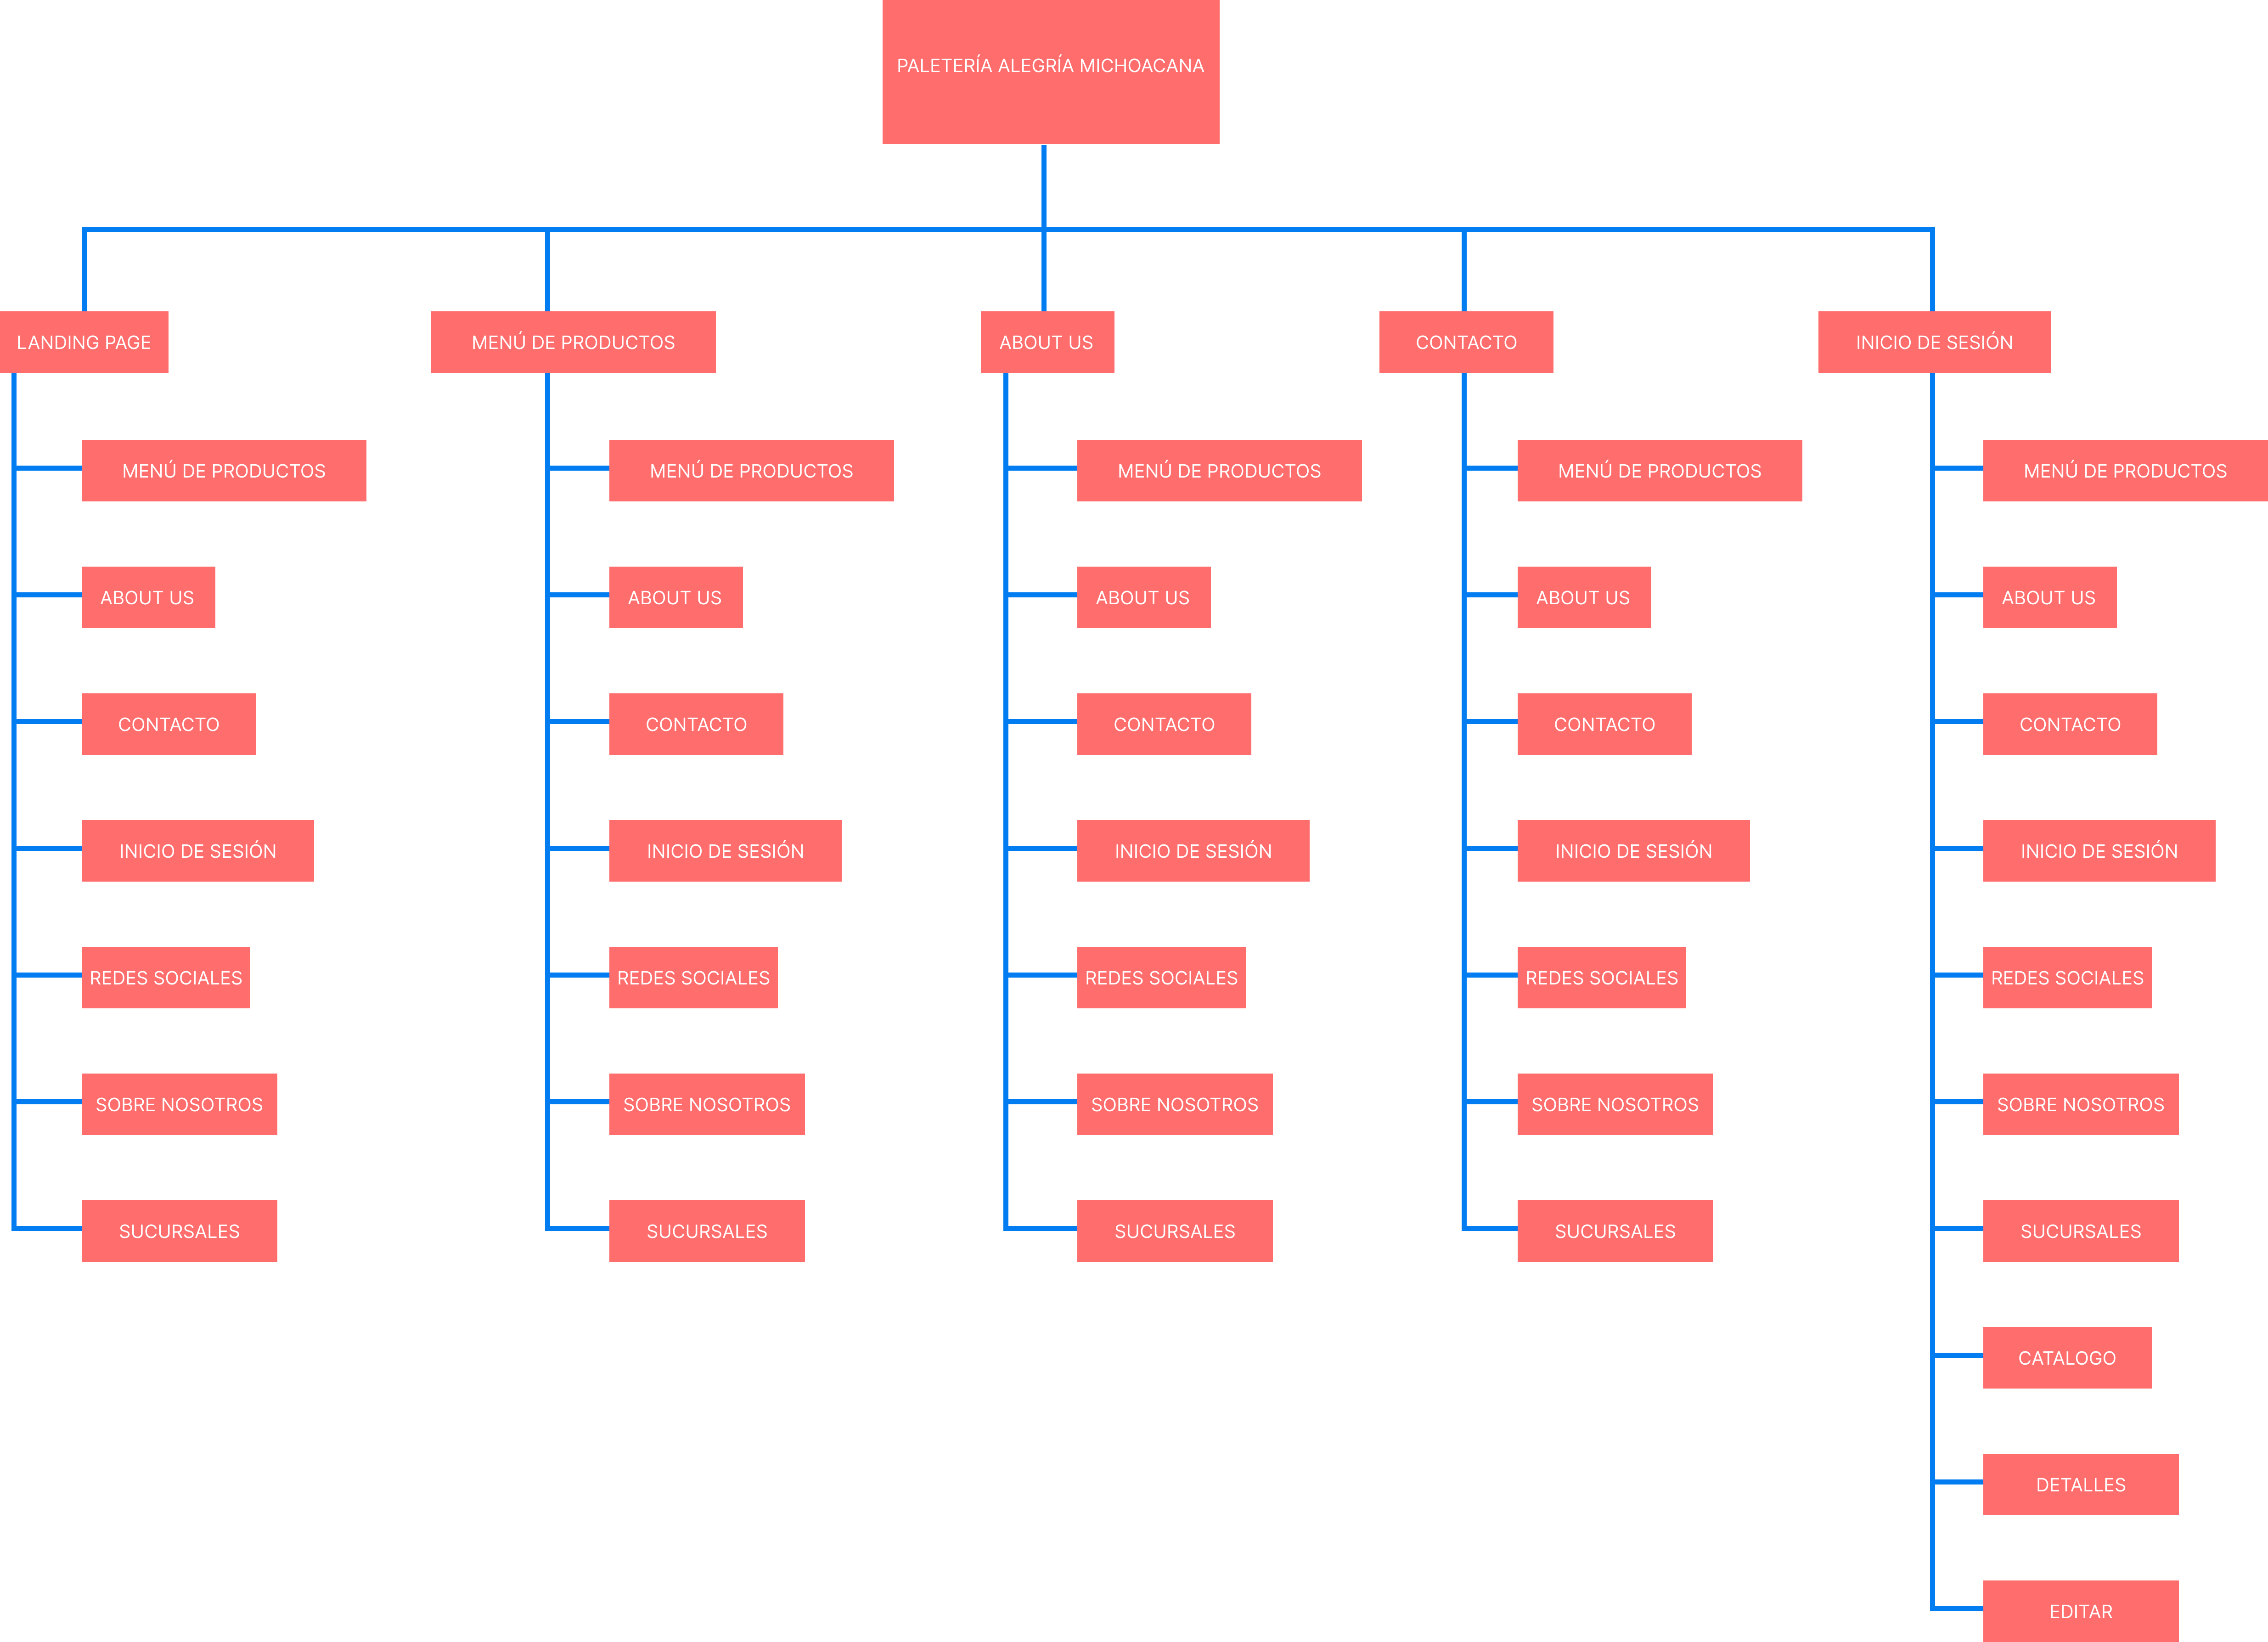 PALETERÍA ALEGRÍA MICHOACANA
LANDING PAGE
MENÚ DE PRODUCTOS
ABOUT US
CONTACTO
INICIO DE SESIÓN
REDES SOCIALES
SOBRE NOSOTROS
SUCURSALES
MENÚ DE PRODUCTOS
MENÚ DE PRODUCTOS
ABOUT US
CONTACTO
INICIO DE SESIÓN
REDES SOCIALES
SOBRE NOSOTROS
SUCURSALES
ABOUT US
MENÚ DE PRODUCTOS
ABOUT US
CONTACTO
INICIO DE SESIÓN
REDES SOCIALES
SOBRE NOSOTROS
SUCURSALES
CONTACTO
MENÚ DE PRODUCTOS
ABOUT US
CONTACTO
INICIO DE SESIÓN
REDES SOCIALES
SOBRE NOSOTROS
SUCURSALES
INICIO DE SESIÓN
MENÚ DE PRODUCTOS
ABOUT US
CONTACTO
INICIO DE SESIÓN
REDES SOCIALES
SOBRE NOSOTROS
SUCURSALES
CATALOGO
DETALLES
EDITAR